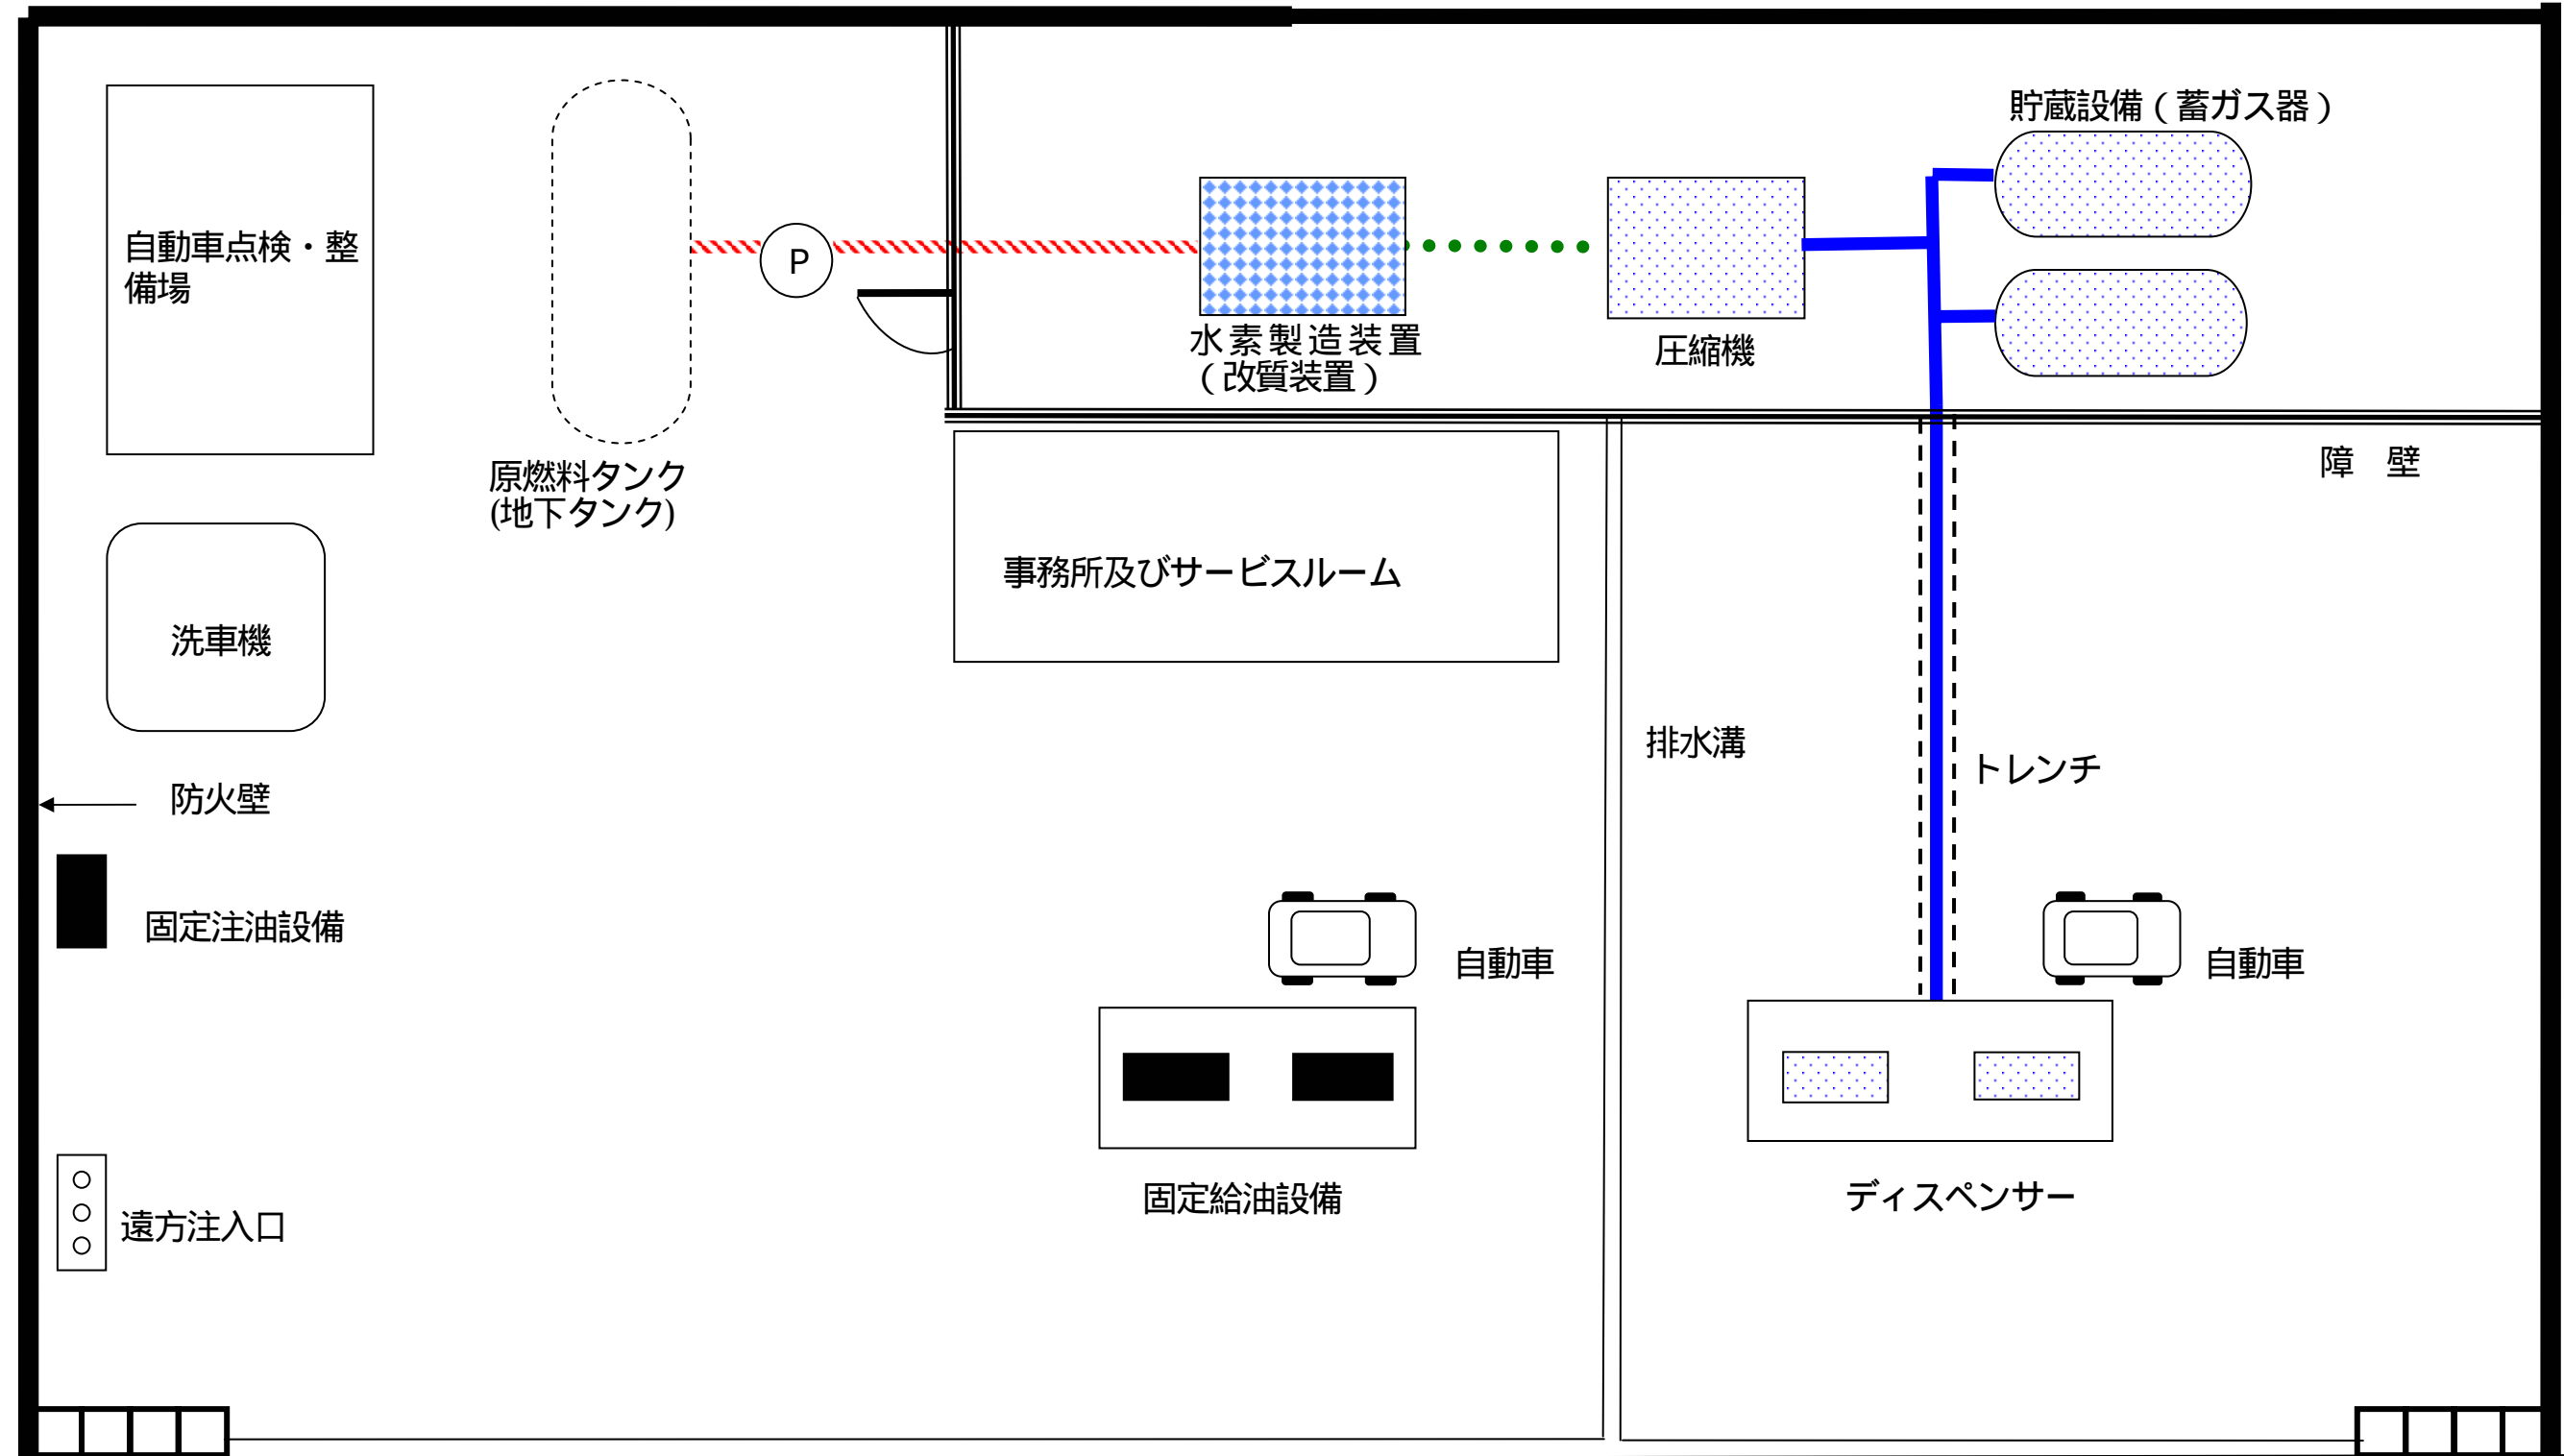 貯蔵設備（蓄ガス器）
自動車点検・整
備場
P
水素製造装置
（改質装置）
圧縮機
障　壁
原燃料タンク
(地下タンク)
事務所及びサービスルーム
洗車機
排水溝
トレンチ
防火壁
固定注油設備
自動車
自動車
固定給油設備
ディスペンサー
遠方注入口